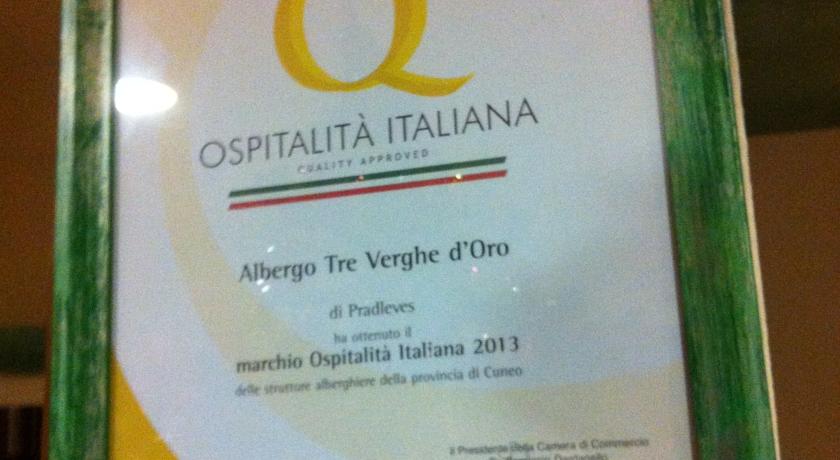 Q
OSPITALITÀ ITALIANA
QUALITY APPROVED
Albergo Tre Verghe d'Oro
di Pradleves
ha ottenuto il
marchio Ospitalità Italiana 2013
delle strutture alberghiere della provincia di Cuneo
il Presidente della Camera di Commercio